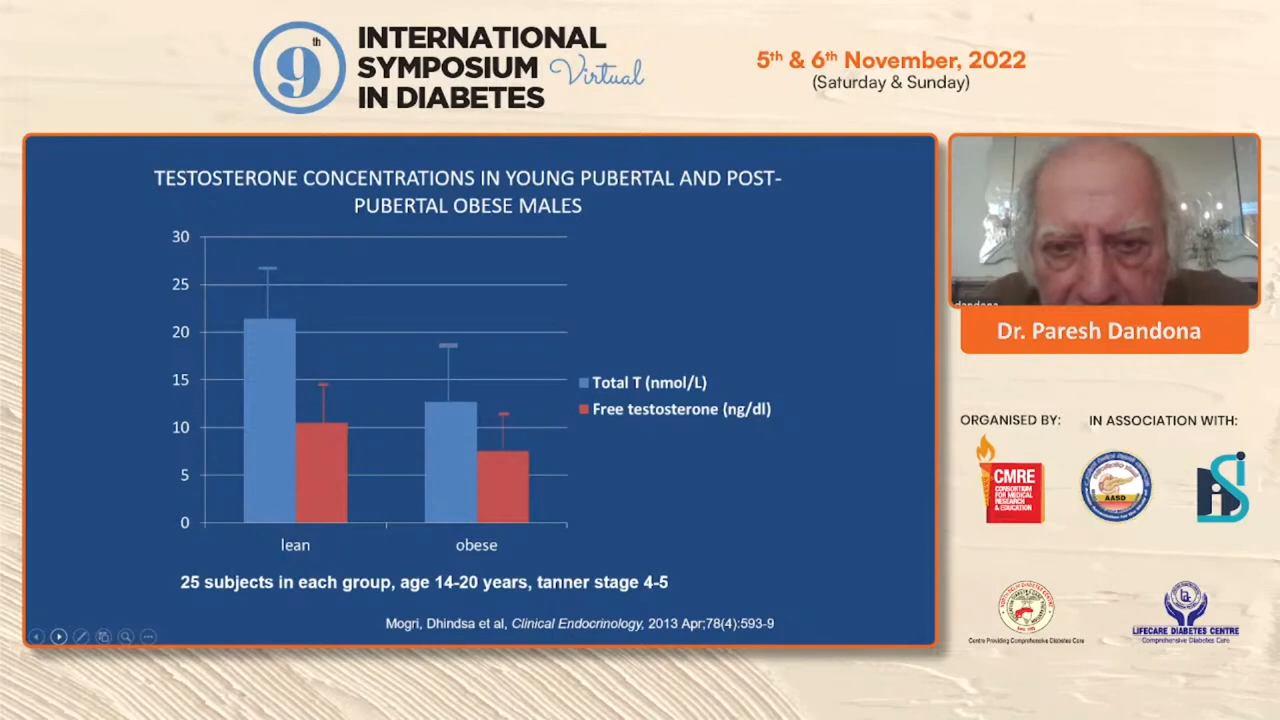 9th
INTERNATIONAL
SYMPOSIUM Virtual
IN DIABETES
5th & 6th November, 2022
(Saturday & Sunday)
TESTOSTERONE CONCENTRATIONS IN YOUNG PUBERTAL AND POST-
PUBERTAL OBESE MALES
30
25
20
15
10
5
0
lean
obese
Total T (nmol/L)
Free testosterone (ng/dl)
25 subjects in each group, age 14-20 years, tanner stage 4-5
Mogri, Dhindsa et al, Clinical Endocrinology, 2013 Apr;78(4):593-9
dandona
Dr. Paresh Dandona
ORGANISED BY:
IN ASSOCIATION WITH:
CMRE
CONSORTIUM
FOR MEDICAL
RESEARCH
& EDUCATION
AASD
Centre Providing Comprehensive Diabetes Care
LIFECARE DIABETES CENTRE
Comprehensive Diabetes Care